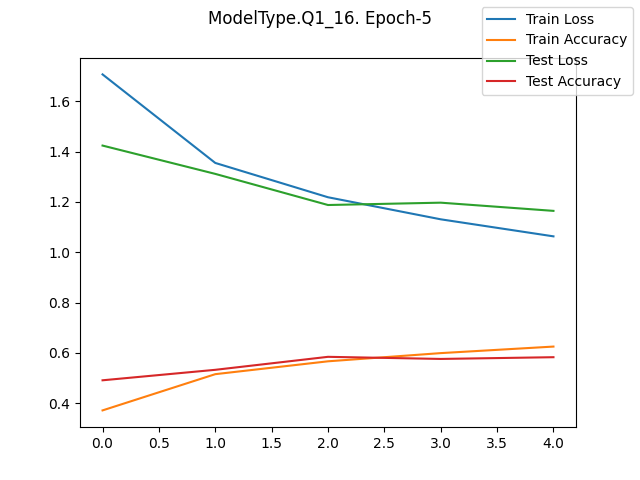 ModelType.Q1_16. Epoch-5
Train Loss
Train Accuracy
Test Loss
Test Accuracy
1.6
1.4
1.2
1.0
0.8
0.6
0.4
0.0 0.5 1.0 1.5 2.0 2.5 3.0 3.5 4.0